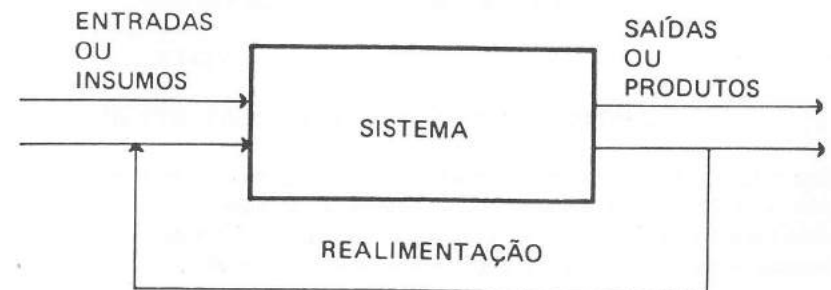 ENTRADAS
OU
INSUMOS
SISTEMA
SAÍDAS
OU
PRODUTOS
REALIMENTAÇÃO